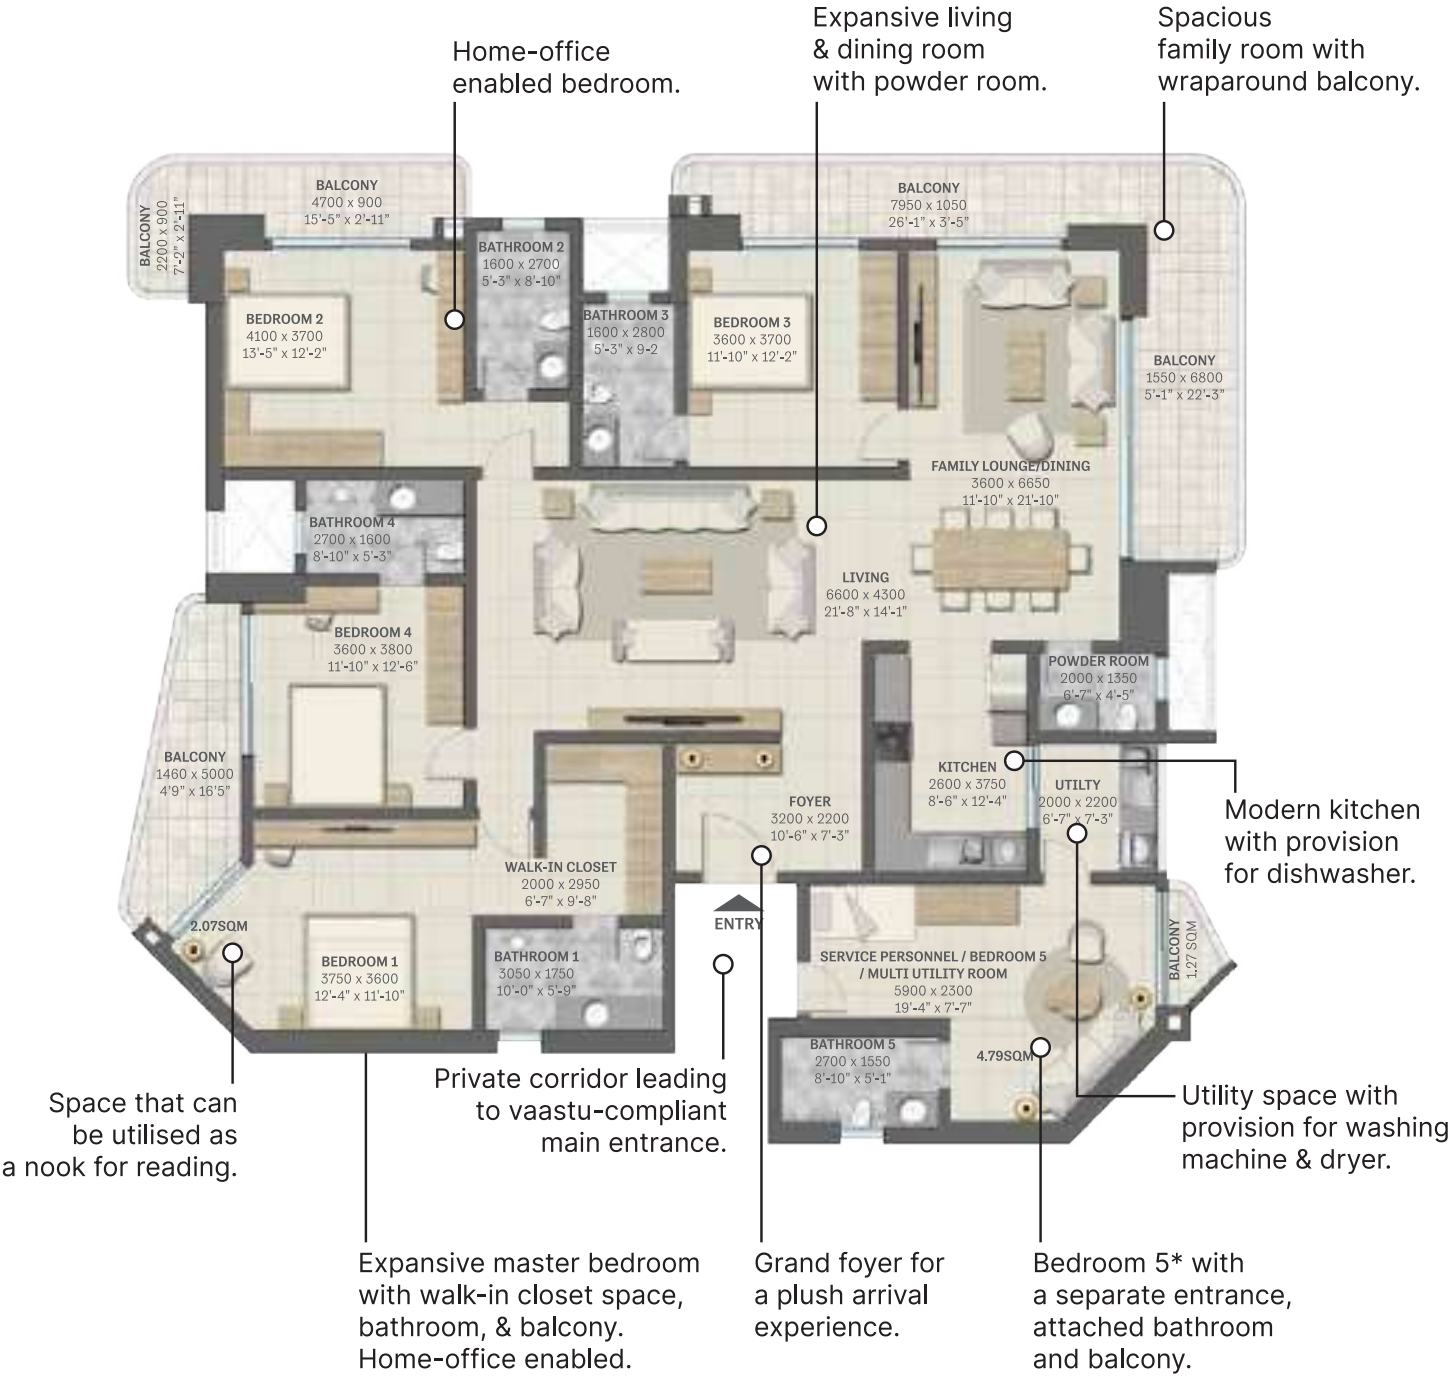 Home-office
enabled bedroom.
Expansive living
& dining room
with powder room.
Spacious
family room with
wraparound balcony.
BALCONY
4700 x 900
15'-5" x 2'-11"
BALCONY
2200 x 900
7'-2" x 2'-11"
BALCONY
7950 x 1050
26'-1" x 3'-5"
BATHROOM 2
1600 x 2700
5'-3" x 8'-10"
BEDROOM 2
4100 x 3700
13'-5" x 12'-2"
BATHROOM 3
1600 x 2800
5'-3" x 9-2
BEDROOM 3
3600 x 3700
11'-10" x 12'-2"
BALCONY
1550 x 6800
5'-1" x 22'-3"
FAMILY LOUNGE/DINING
3600 x 6650
11'-10" x 21'-10"
BATHROOM 4
2700 x 1600
8'-10" x 5'-3"
LIVING
6600 x 4300
21'-8" x 14'-1"
BEDROOM 4
3600 x 3800
11'-10" x 12'-6"
POWDER ROOM
2000 x 1350
6'-7" x 4'-5"
BALCONY
1460 x 5000
4'9" x 16'5"
KITCHEN
2600 x 3750
8'-6" x 12'-4"
UTILTY
2000 x 2200
6'-7" x 7'-3"
FOYER
3200 x 2200
10'-6" x 7'-3"
Modern kitchen
with provision
for dishwasher.
WALK-IN CLOSET
2000 x 2950
6'-7" x 9'-8"
ENTRY
2.07SQM
BEDROOM 1
3750 x 3600
12'-4" x 11'-10"
BATHROOM 1
3050 x 1750
10'-0" x 5'-9"
SERVICE PERSONNEL / BEDROOM 5
/ MULTI UTILITY ROOM
5900 x 2300
19'-4" x 7'-7"
BALCONY
1.27 SQM
BATHROOM 5
2700 x 1550
8'-10" x 5'-1"
4.79SQM
Space that can
be utilised as
a nook for reading.
Private corridor leading
to vaastu-compliant
main entrance.
Utility space with
provision for washing
machine & dryer.
Expansive master bedroom
with walk-in closet space,
bathroom, & balcony.
Home-office enabled.
Grand foyer for
a plush arrival
experience.
Bedroom 5* with
a separate entrance,
attached bathroom
and balcony.